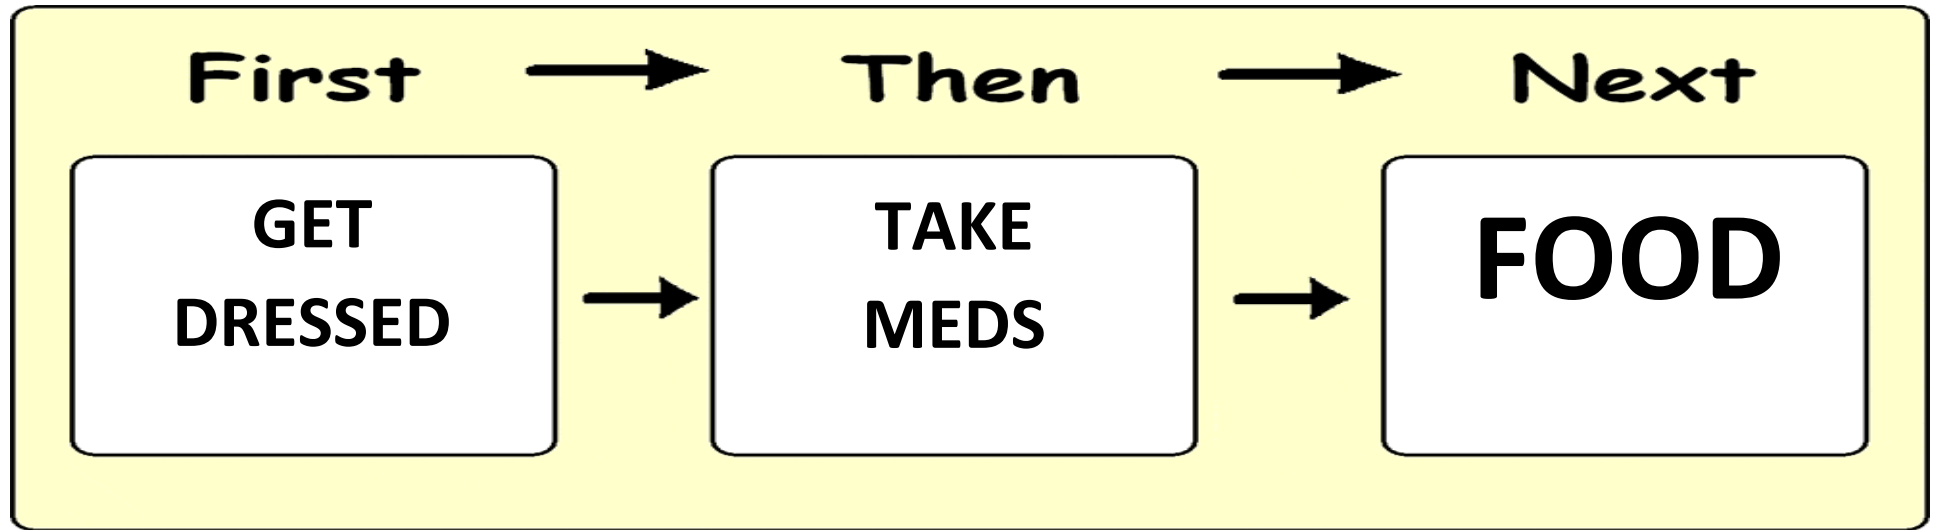 First Then Next
GET
DRESSED
TAKE
MEDS
FOOD